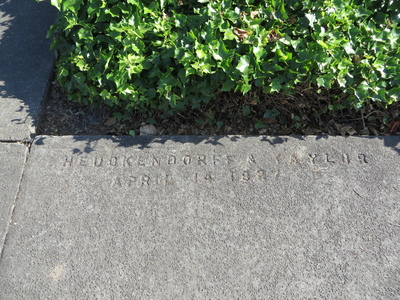 HEUCKENDORFF & TAYLOR
APRIL 14 1937